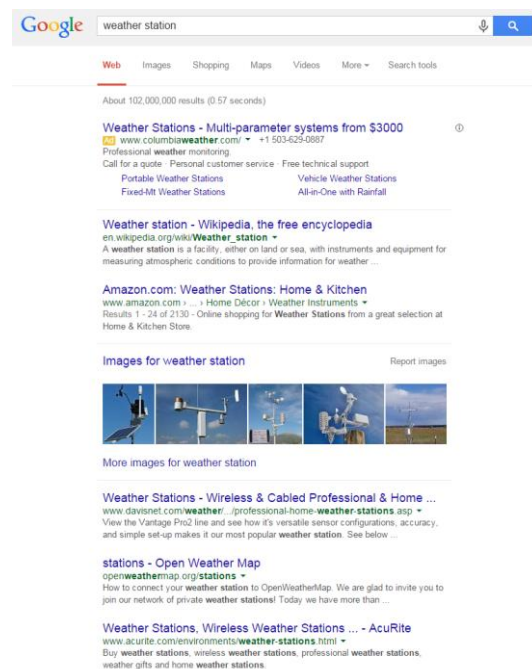 Google
weather station
Web Images Shopping Maps Videos More Search tools
About 102,000,000 results (0.57 seconds)
Weather Stations - Multi-parameter systems from $3000
Ad www.columbiaweather.com/ +1 503-629-0887
Professional weather monitoring.
Call for a quote · Personal customer service · Free technical support
Portable Weather Stations Vehicle Weather Stations
Fixed-Mt Weather Stations All-in-One with Rainfall
Weather station - Wikipedia, the free encyclopedia
en.wikipedia.org/wiki/Weather_station
A weather station is a facility, either on land or sea, with instruments and equipment for
measuring atmospheric conditions to provide information for weather ...
Amazon.com: Weather Stations: Home & Kitchen
www.amazon.com › ... › Home Décor › Weather Instruments
Results 1 - 24 of 2130 - Online shopping for Weather Stations from a great selection at
Home & Kitchen Store.
Images for weather station Report images
More images for weather station
Weather Stations - Wireless & Cabled Professional & Home ...
www.davisnet.com/weather/.../professional-home-weather-stations.asp
View the Vantage Pro2 line and see how it's versatile sensor configurations, accuracy,
and simple set-up makes it our most popular weather station. See below ...
stations - Open Weather Map
openweathermap.org/stations
How to connect your weather station to OpenWeatherMap. We are glad to invite you to
join our network of private weather stations! Today we have more than ...
Weather Stations, Wireless Weather Stations ... - AcuRite
www.acurite.com/environments/weather-stations.html
Buy weather stations, wireless weather stations, professional weather stations,
weather gifts and home weather stations.